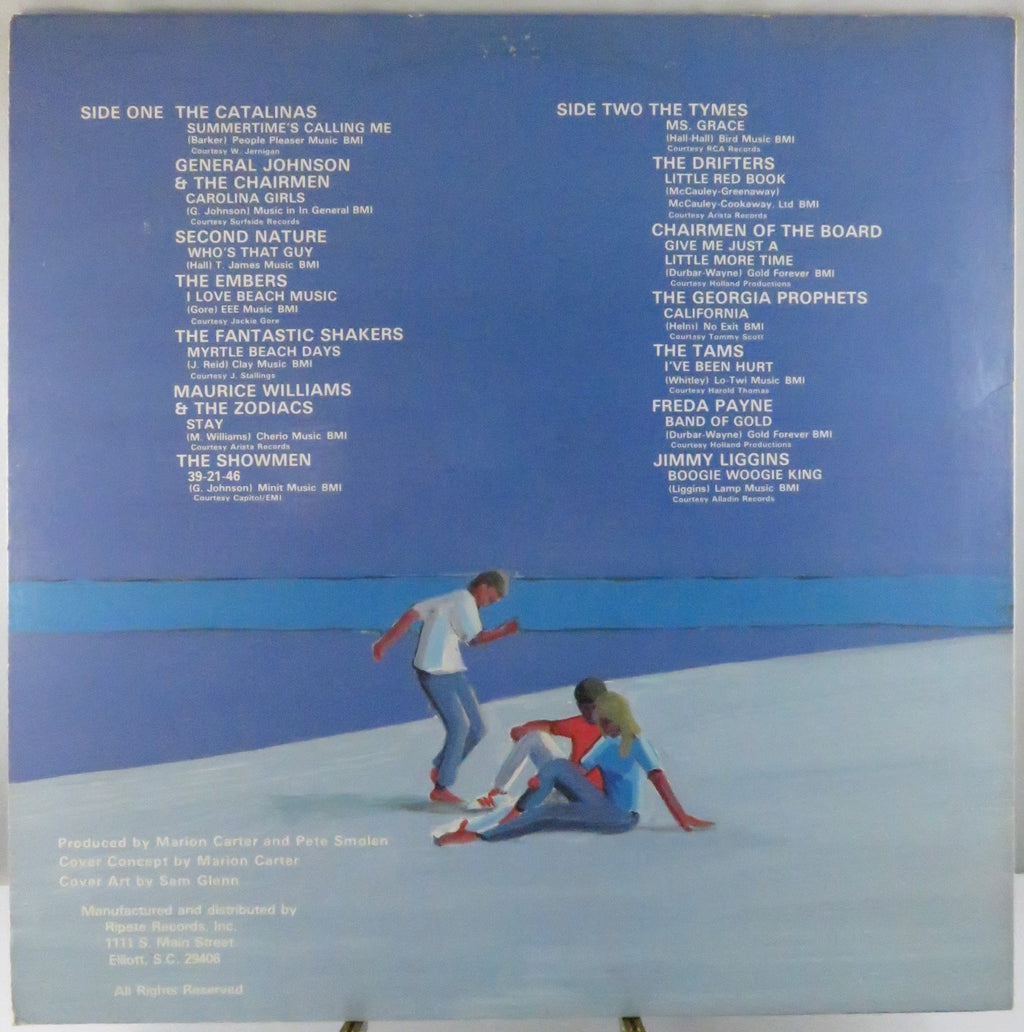 SIDE ONE THE CATALINAS
SUMMERTIME'S CALLING ME
(Barker) People Pleaser Music BMI
Courtesy W. Jernigan
GENERAL JOHNSON
& THE CHAIRMEN
CAROLINA GIRLS
(G. Johnson) Music in In General BMI
Courtesy Surfside Records
SECOND NATURE
WHO'S THAT GUY
(Hall) T. James Music BMI
THE EMBERS
I LOVE BEACH MUSIC
(Gore) EEE Music BMI
Courtesy Jackie Gore
THE FANTASTIC SHAKERS
MYRTLE BEACH DAYS
(J. Reid) Clay Music BMI
Courtesy J. Stallings
MAURICE WILLIAMS
& THE ZODIACS
STAY
(M. Williams) Cherio Music BMI
Courtesy Arista Records
THE SHOWMEN
39-21-46
(G. Johnson) Minit Music BMI
Courtesy Capitol/EMI
SIDE TWO THE TYMES
MS. GRACE
(Hall-Hall) Bird Music BMI
Courtesy RCA Records
THE DRIFTERS
LITTLE RED BOOK
(McCauley-Greenaway)
McCauley-Cookaway, Ltd BMI
Courtesy Arista Records
CHAIRMEN OF THE BOARD
GIVE ME JUST A
LITTLE MORE TIME
(Durbar-Wayne) Gold Forever BMI
Courtesy Holland Productions
THE GEORGIA PROPHETS
CALIFORNIA
(Helm) No Exit BMI
Courtasy Tommy Scott
THE TAMS
I'VE BEEN HURT
(Whitley) Lo-Twi Music BMI
Courtesy Harold Thomas
FREDA PAYNE
BAND OF GOLD
(Durbar-Wayne) Gold Forever BMI
Courtesy Holland Productions
JIMMY LIGGINS
BOOGIE WOOGIE KING
(Liggins) Lamp Music BMI
Courtesy Alladin Records
Produced by Marion Carter and Pete Smolen
Cover Concept by Marion Carter
Cover Art by Sam Glenn
Manufactured and distributed by
Ripete Records, Inc.
1111 S. Main Street
Elliott, S.C. 29406
All Rights Reserved